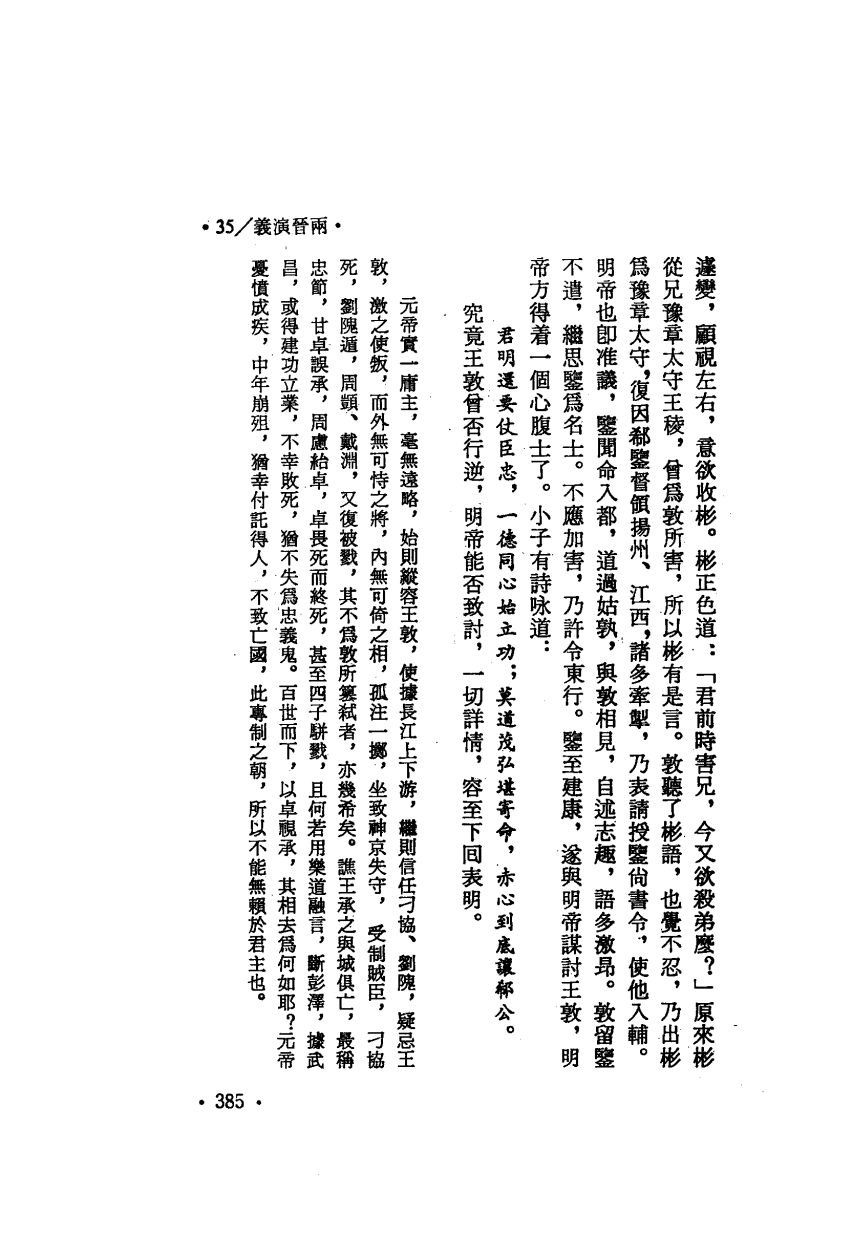 •35/義演晉兩•
遽變，顧視左右，意欲收彬。彬正色道：「君前時害兄，今又欲殺弟麼？」原來彬
從兄豫章太守王稜，曾爲敦所害，所以彬有是言。敦聽了彬語，也覺不忍，乃出彬
爲豫章太守，復因郗鑒督領揚州、江西，諸多牽掣，乃表請授鑒尚書令，使他入輔。
明帝也卽准議，鑒聞命入都，道過姑孰，與敦相見，自述志趣，語多激昂。敦留鑒
不遣，繼思鑒爲名士。不應加害，乃許令東行。鑒至建康，遂與明帝謀討王敦，明
帝方得着一個心腹士了。小子有詩咏道：
君明還要仗臣忠，一德同心始立功；莫道茂弘堪寄命，赤心到底讓郗公。
究竟王敦曾否行逆，明帝能否致討，一切詳情，容至下回表明。
元帝實一庸主，毫無遠略，始則縱容王敦，使據長江上下游，繼則信任刁協、劉隗，疑忌王
敦，激之使叛，而外無可恃之將，內無可倚之相，孤注一擲，坐致神京失守，受制賊臣，刁協
死，劉隗遁，周顗、戴淵，又復被戮，其不爲敦所篡弒者，亦幾希矣。譙王承之與城俱亡，最稱
忠節，甘卓誤承，周慮紿卓，卓畏死而終死，甚至四子駢戮，且何若用樂道融言，斷彭澤，據武
昌，或得建功立業，不幸敗死，猶不失爲忠義鬼。百世而下，以卓視承，其相去爲何如耶？元帝
憂憤成疾，中年崩殂，猶幸付託得人，不致亡國，此專制之朝，所以不能無賴於君主也。
•385•